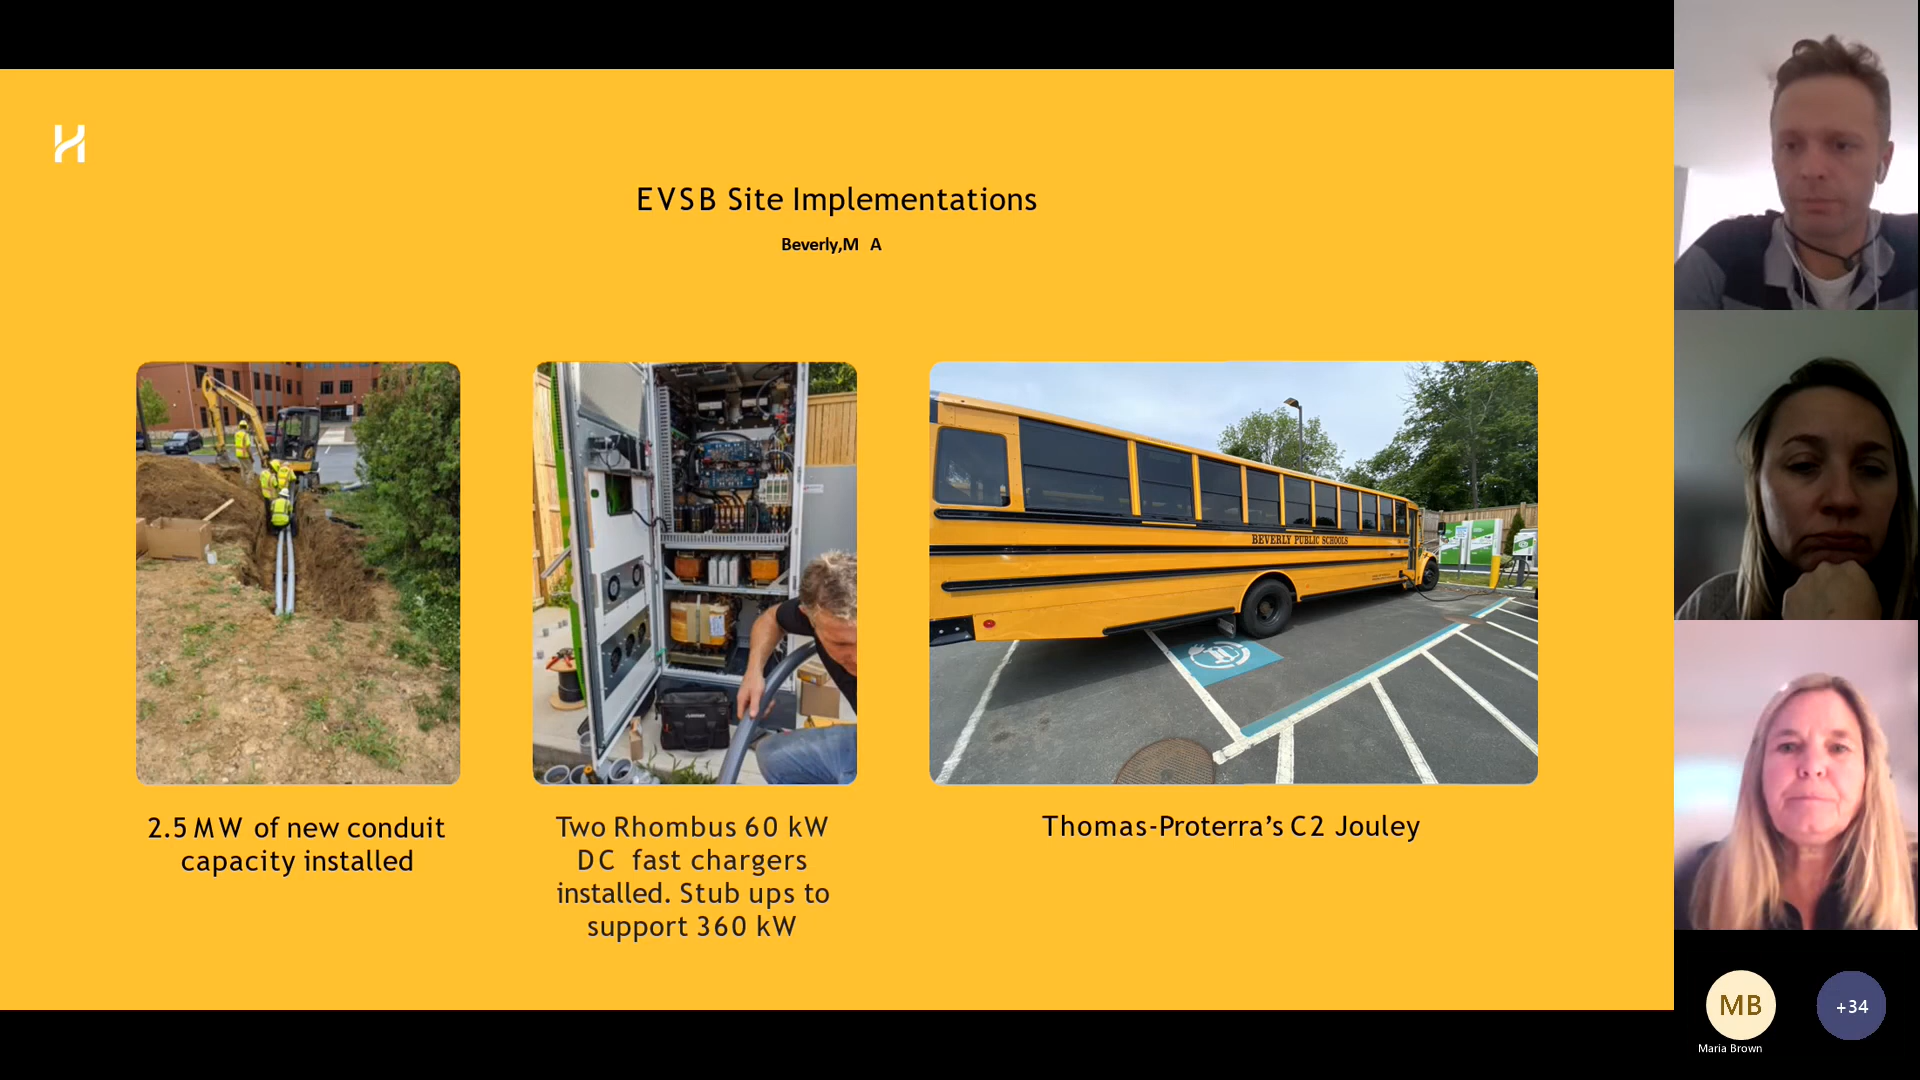 EVSB Site Implementations
Beverly,M A
BEVERLY PUBLIC SCHOOLS
2.5 MW of new conduit
capacity installed
Two Rhombus 60 kW
DC fast chargers
installed. Stub ups to
support 360 kW
Thomas-Proterra’s C2 Jouley
MB
+34
Maria Brown